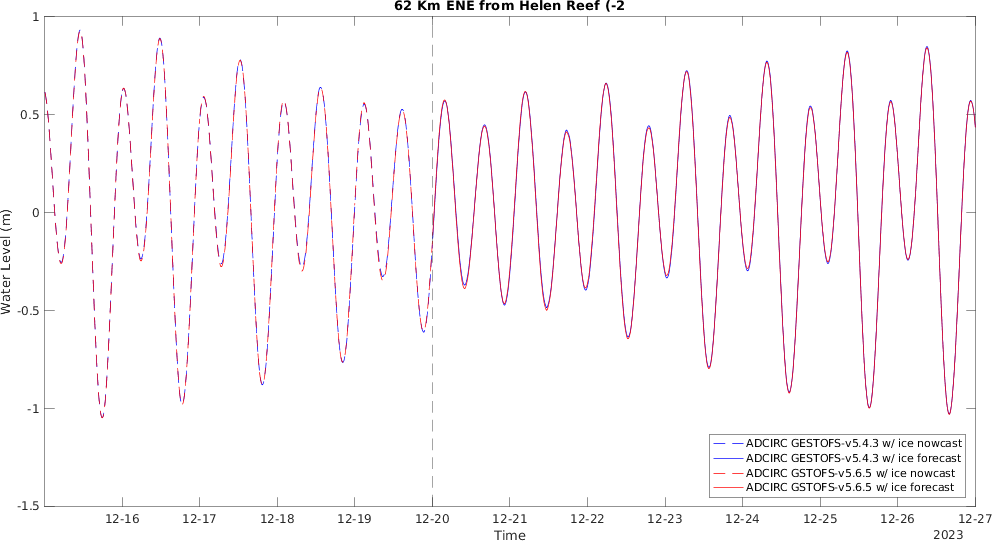 62 Km ENE from Helen Reef (-2
Water Level (m)
1
0.5
0
-0.5
-1
-1.5
12-16
12-17
12-18
12-19
12-20
12-21
12-22
12-23
12-24
12-25
12-26
12-27
Time
2023
ADCIRC GESTOFS-v5.4.3 w/ ice nowcast
ADCIRC GESTOFS-v5.4.3 w/ ice forecast
ADCIRC GSTOFS-v5.6.5 w/ ice nowcast
ADCIRC GSTOFS-v5.6.5 w/ ice forecast